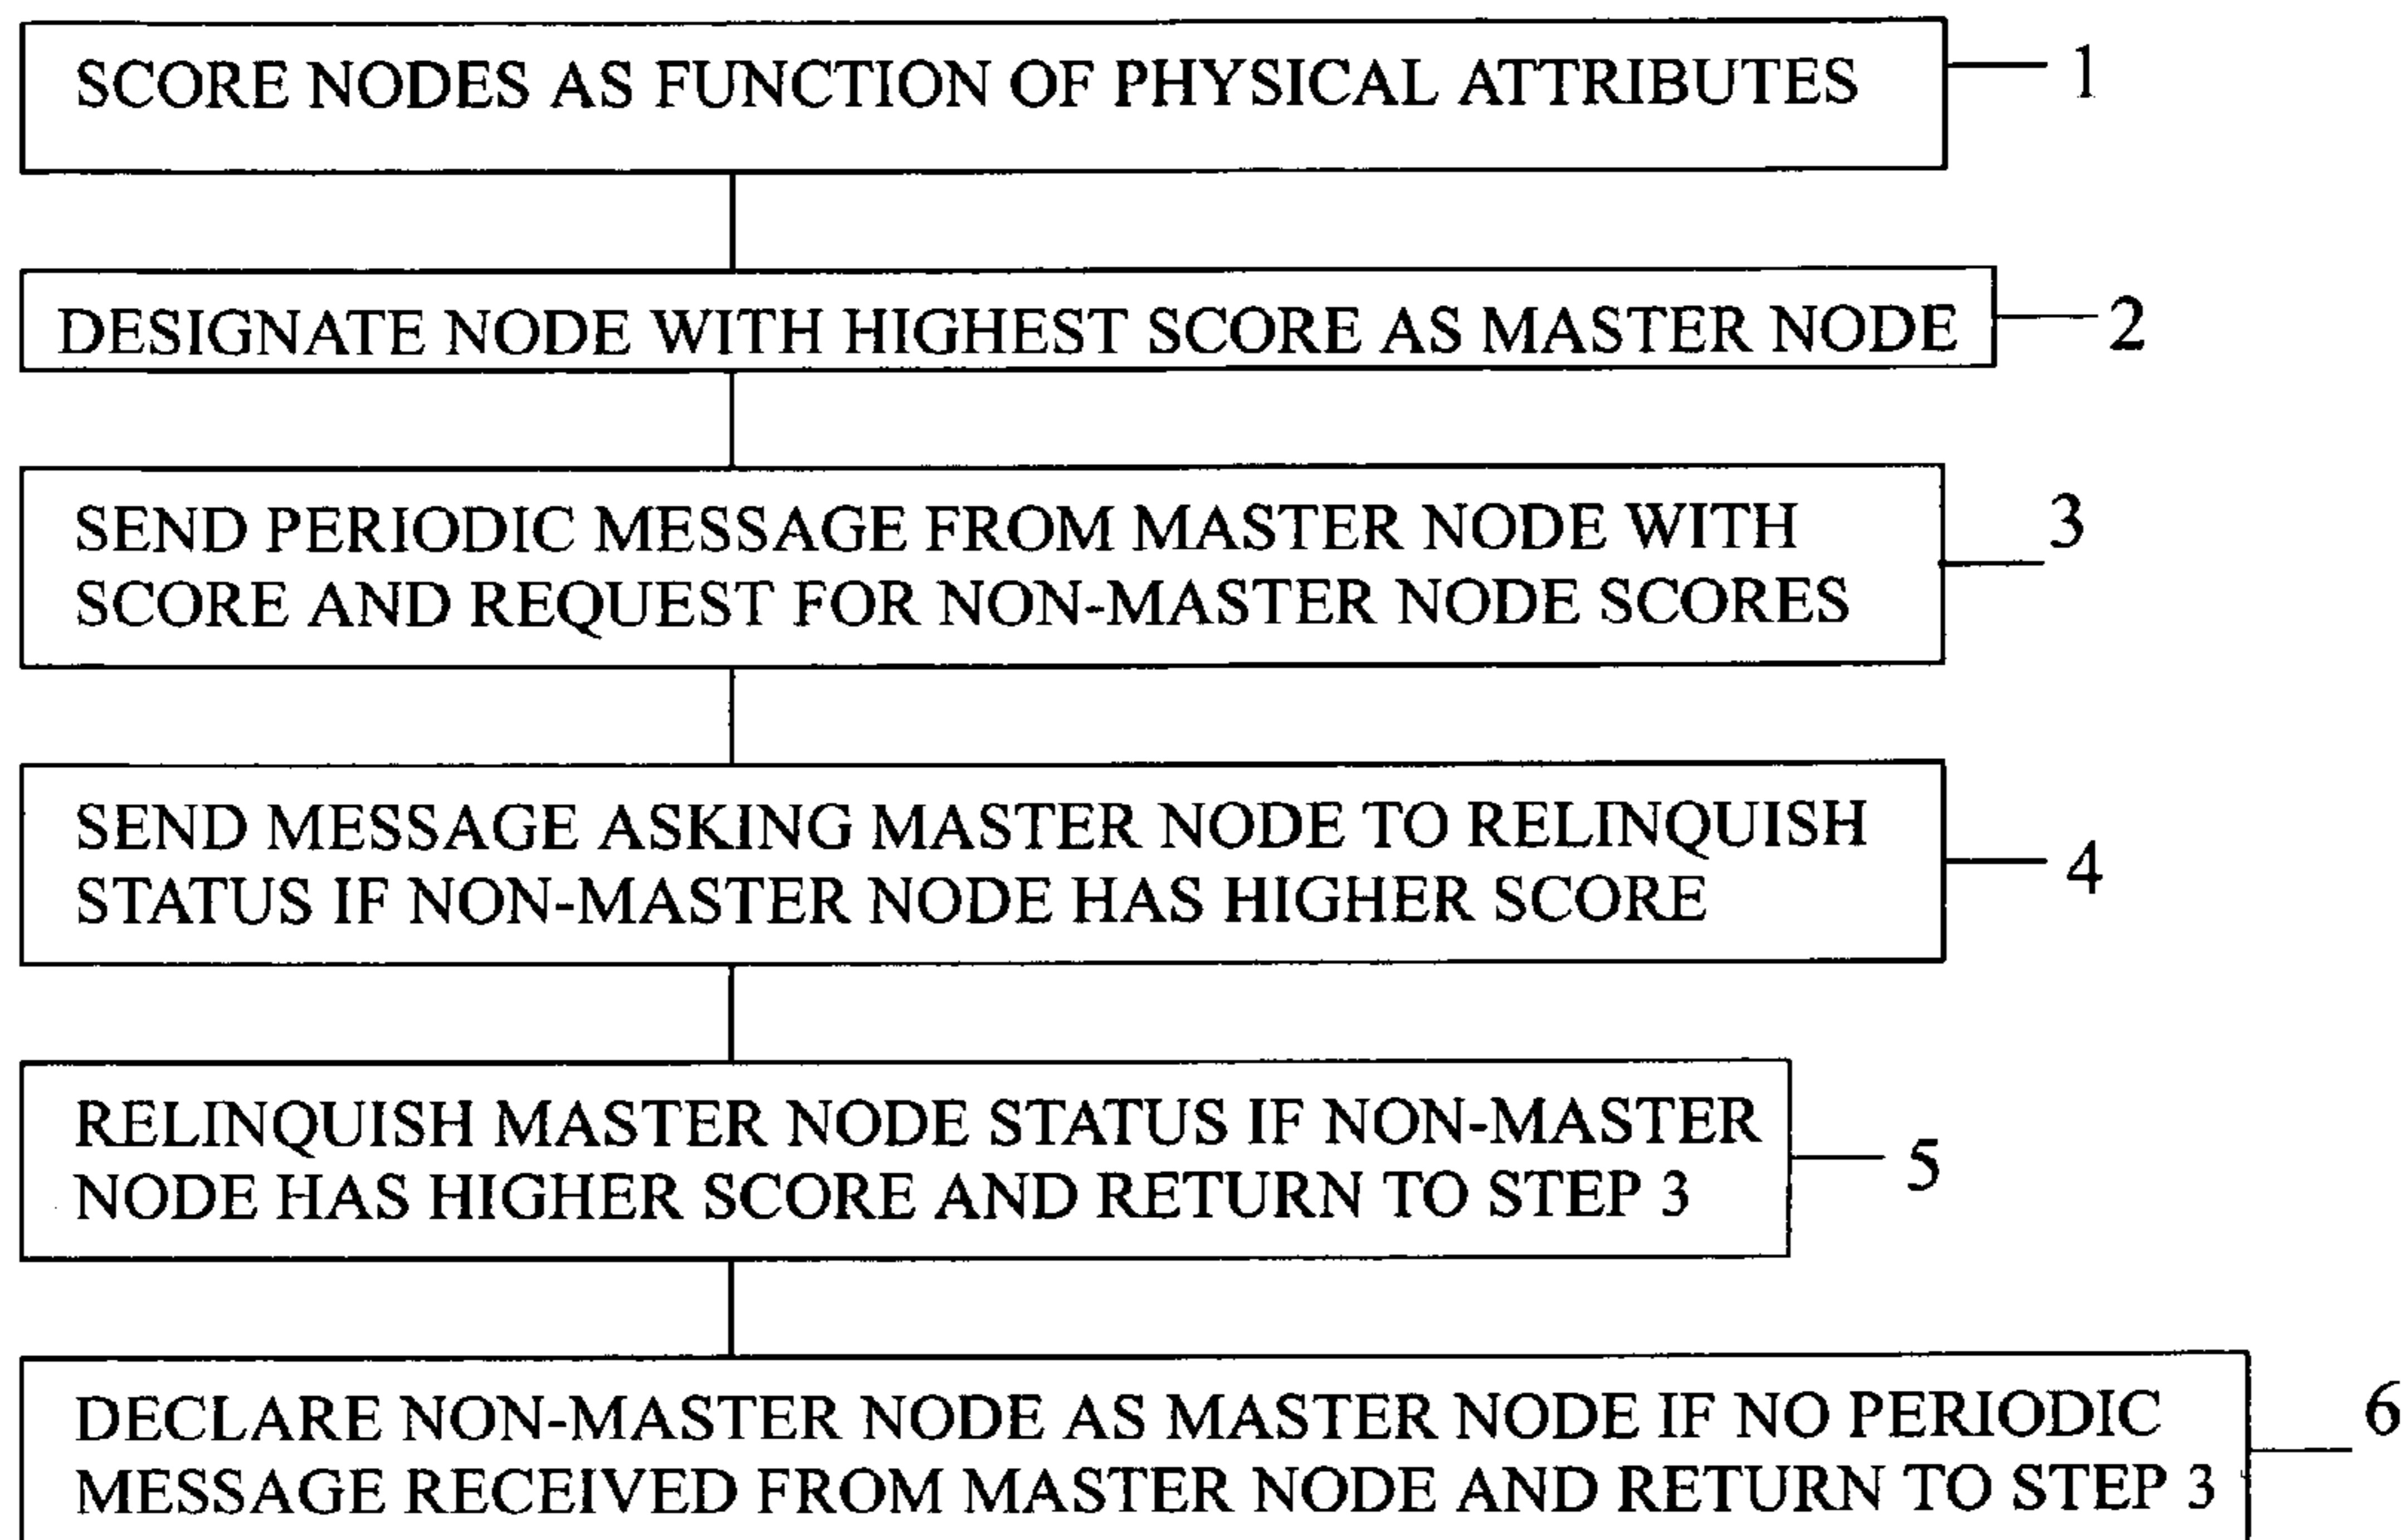 SCORE NODES AS FUNCTION OF PHYSICAL ATTRIBUTES
1
DESIGNATE NODE WITH HIGHEST SCORE AS MASTER NODE
2
SEND PERIODIC MESSAGE FROM MASTER NODE WITH
SCORE AND REQUEST FOR NON-MASTER NODE SCORES
3
SEND MESSAGE ASKING MASTER NODE TO RELINQUISH
STATUS IF NON-MASTER NODE HAS HIGHER SCORE
4
RELINQUISH MASTER NODE STATUS IF NON-MASTER
NODE HAS HIGHER SCORE AND RETURN TO STEP 3
5
DECLARE NON-MASTER NODE AS MASTER NODE IF NO PERIODIC
MESSAGE RECEIVED FROM MASTER NODE AND RETURN TO STEP 3
6